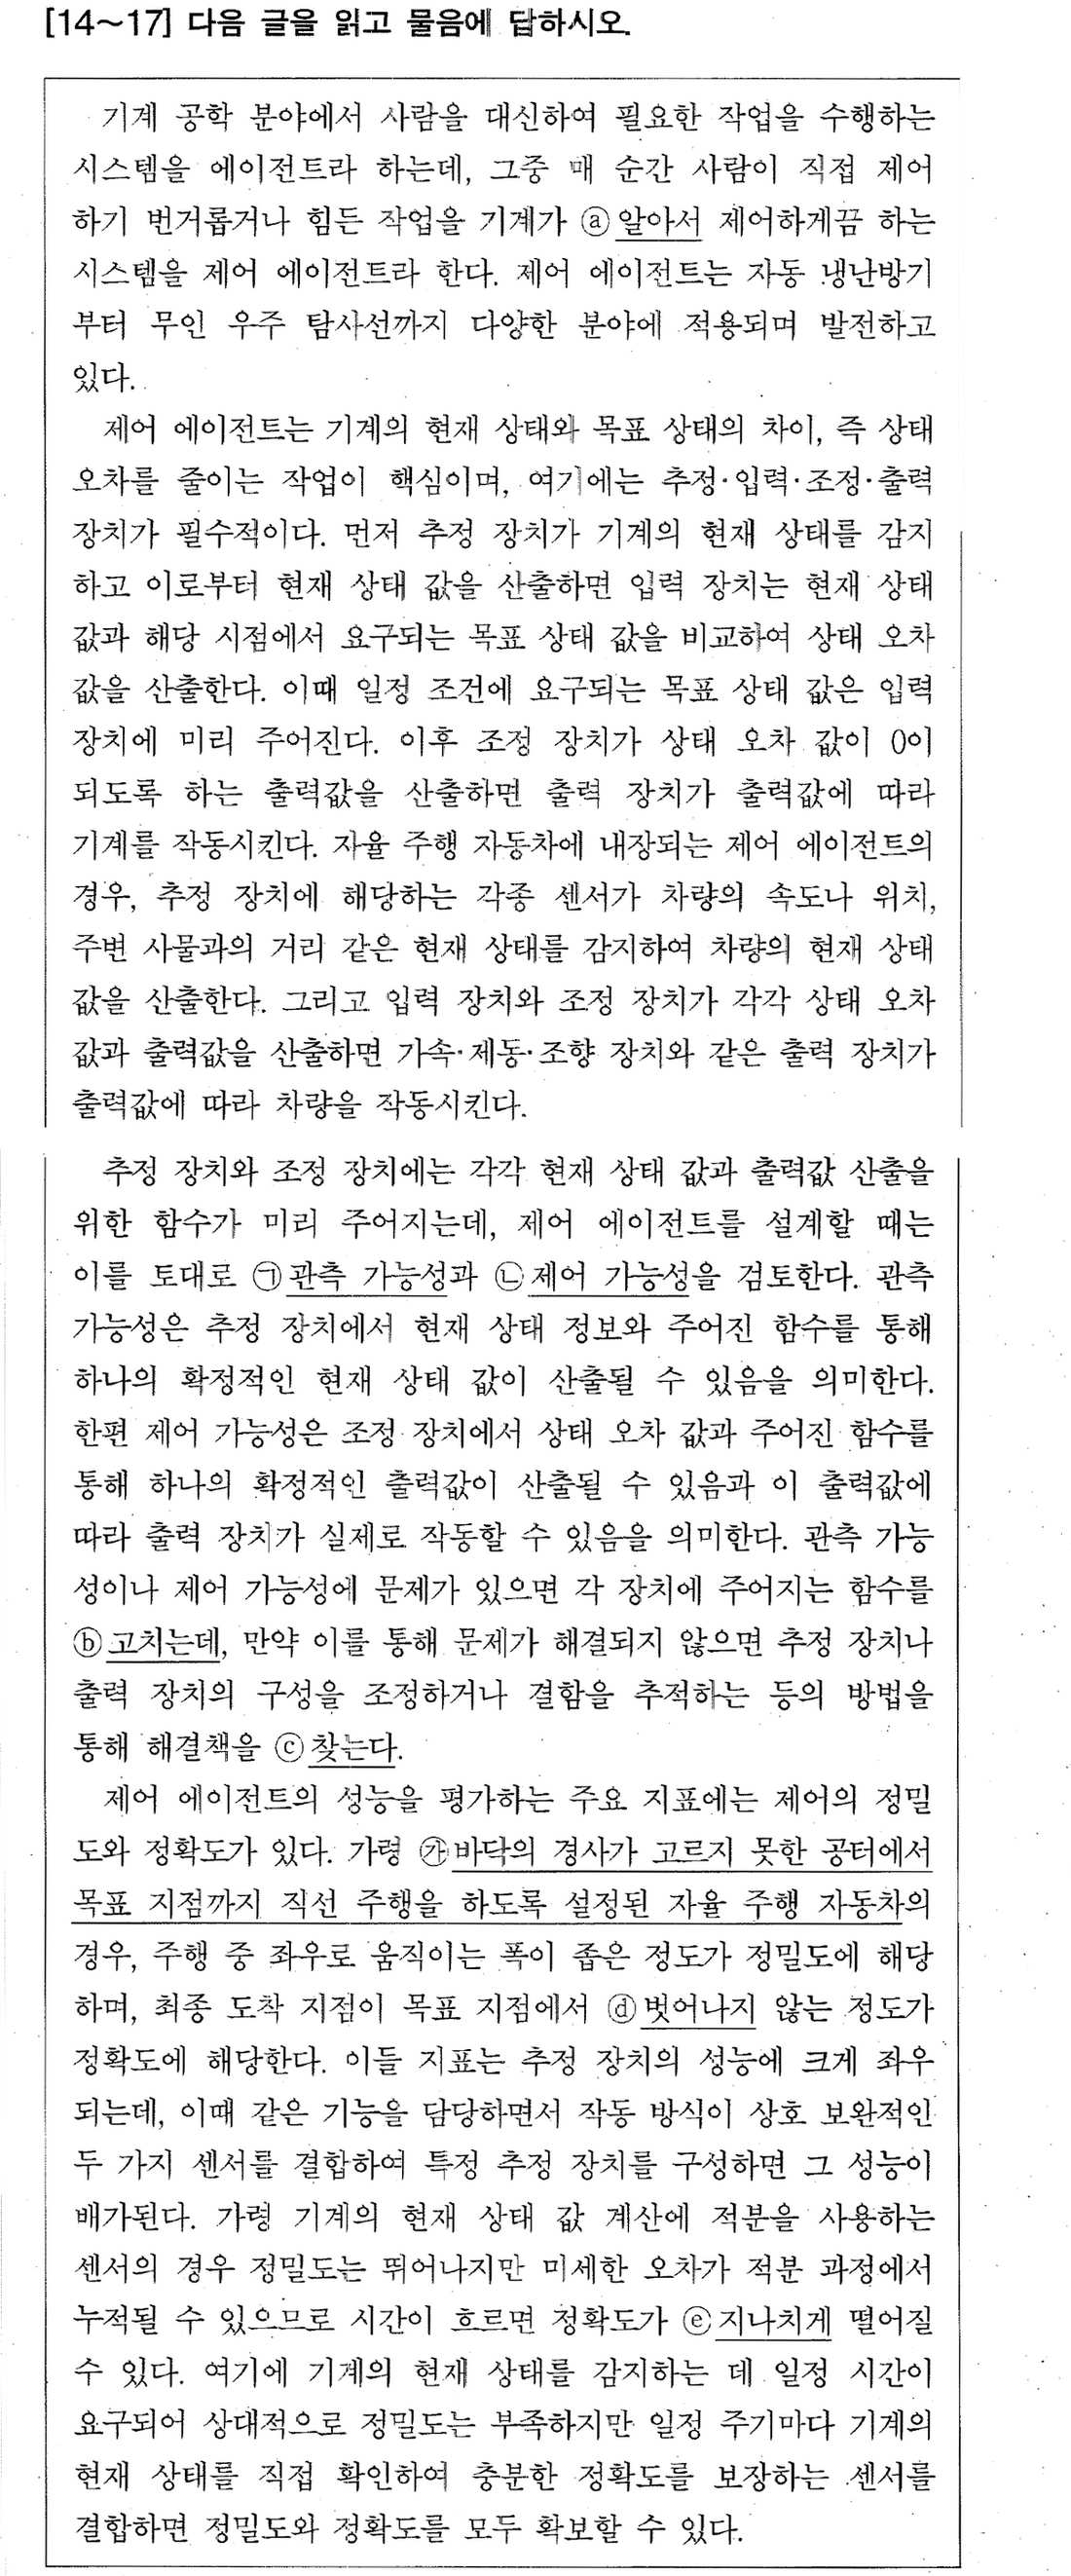 [14~17] 다음 글을 읽고 물음에 답하시오.
기계 공학 분야에서 사람을 대신하여 필요한 작업을 수행하는
시스템을 에이전트라 하는데, 그중 매 순간 사람이 직접 제어
하기 번거롭거나 힘든 작업을 기계가 ⓐ알아서 제어하게끔 하는
시스템을 제어 에이전트라 한다. 제어 에이전트는 자동 냉난방기
부터 무인 우주 탐사선까지 다양한 분야에 적용되며 발전하고
있다.
제어 에이전트는 기계의 현재 상태와 목표 상태의 차이, 즉 상태
오차를 줄이는 작업이 핵심이며, 여기에는 추정·입력·조정·출력
장치가 필수적이다. 먼저 추정 장치가 기계의 현재 상태를 감지
하고 이로부터 현재 상태 값을 산출하면 입력 장치는 현재 상태
값과 해당 시점에서 요구되는 목표 상태 값을 비교하여 상태 오차
값을 산출한다. 이때 일정 조건에 요구되는 목표 상태 값은 입력
장치에 미리 주어진다. 이후 조정 장치가 상태 오차 값이 0이
되도록 하는 출력값을 산출하면 출력 장치가 출력값에 따라
기계를 작동시킨다. 자율 주행 자동차에 내장되는 제어 에이전트의
경우, 추정 장치에 해당하는 각종 센서가 차량의 속도나 위치,
주변 사물과의 거리 같은 현재 상태를 감지하여 차량의 현재 상태
값을 산출한다. 그리고 입력 장치와 조정 장치가 각각 상태 오차
값과 출력값을 산출하면 가속·제동·조향 장치와 같은 출력 장치가
출력값에 따라 차량을 작동시킨다.
추정 장치와 조정 장치에는 각각 현재 상태 값과 출력값 산출을
위한 함수가 미리 주어지는데, 제어 에이전트를 설계할 때는
이를 토대로 ㉠관측 가능성과 ㉡제어 가능성을 검토한다. 관측
가능성은 추정 장치에서 현재 상태 정보와 주어진 함수를 통해
하나의 확정적인 현재 상태 값이 산출될 수 있음을 의미한다.
한편 제어 가능성은 조정 장치에서 상태 오차 값과 주어진 함수를
통해 하나의 확정적인 출력값이 산출될 수 있음과 이 출력값에
따라 출력 장치가 실제로 작동할 수 있음을 의미한다. 관측 가능
성이나 제어 가능성에 문제가 있으면 각 장치에 주어지는 함수를
ⓑ고치는데, 만약 이를 통해 문제가 해결되지 않으면 추정 장치나
출력 장치의 구성을 조정하거나 결함을 추적하는 등의 방법을
통해 해결책을 ⓒ찾는다.
제어 에이전트의 성능을 평가하는 주요 지표에는 제어의 정밀
도와 정확도가 있다. 가령 ㉮바닥의 경사가 고르지 못한 공터에서
목표 지점까지 직선 주행을 하도록 설정된 자율 주행 자동차의
경우, 주행 중 좌우로 움직이는 폭이 좁은 정도가 정밀도에 해당
하며, 최종 도착 지점이 목표 지점에서 ⓓ벗어나지 않는 정도가
정확도에 해당한다. 이들 지표는 추정 장치의 성능에 크게 좌우
되는데, 이때 같은 기능을 담당하면서 작동 방식이 상호 보완적인
두 가지 센서를 결합하여 특정 추정 장치를 구성하면 그 성능이
배가된다. 가령 기계의 현재 상태 값 계산에 적분을 사용하는
센서의 경우 정밀도는 뛰어나지만 미세한 오차가 적분 과정에서
누적될 수 있으므로 시간이 흐르면 정확도가 ⓔ지나치게 떨어질
수 있다. 여기에 기계의 현재 상태를 감지하는 데 일정 시간이
요구되어 상대적으로 정밀도는 부족하지만 일정 주기마다 기계의
현재 상태를 직접 확인하여 충분한 정확도를 보장하는 센서를
결합하면 정밀도와 정확도를 모두 확보할 수 있다.